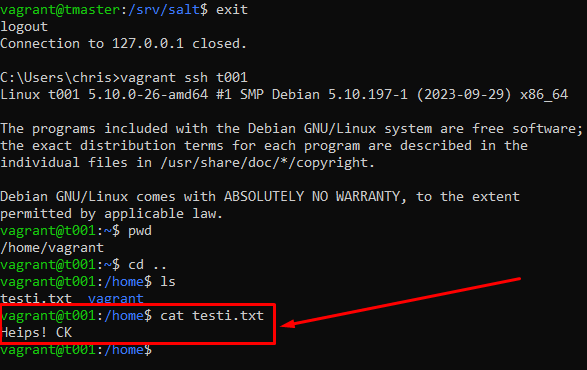 vagrant@tmaster:/srv/salt$ exit
logout
Connection to 127.0.0.1 closed.
C:\Users\chris>vagrant ssh t001
Linux t001 5.10.0-26-amd64 #1 SMP Debian 5.10.197-1 (2023-09-29) x86_64
The programs included with the Debian GNU/Linux system are free software;
the exact distribution terms for each program are described in the
individual files in /usr/share/doc/*/copyright.
Debian GNU/Linux comes with ABSOLUTELY NO WARRANTY, to the extent
permitted by applicable law.
vagrant@t001:~$ pwd
/home/vagrant
vagrant@t001:~$ cd ..
vagrant@t001:/home$ ls
testi.txt  vagrant
vagrant@t001:/home$ cat testi.txt
Heips! CK
vagrant@t001:/home$